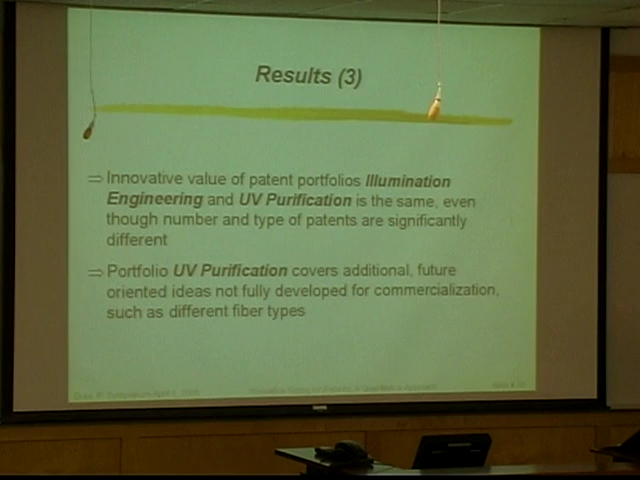 Results (3)
⇒ Innovative value of patent portfolios Illumination
Engineering and UV Purification is the same, even
though number and type of patents are significantly
different
⇒ Portfolio UV Purification covers additional, future
oriented ideas not fully developed for commercialization,
such as different fiber types